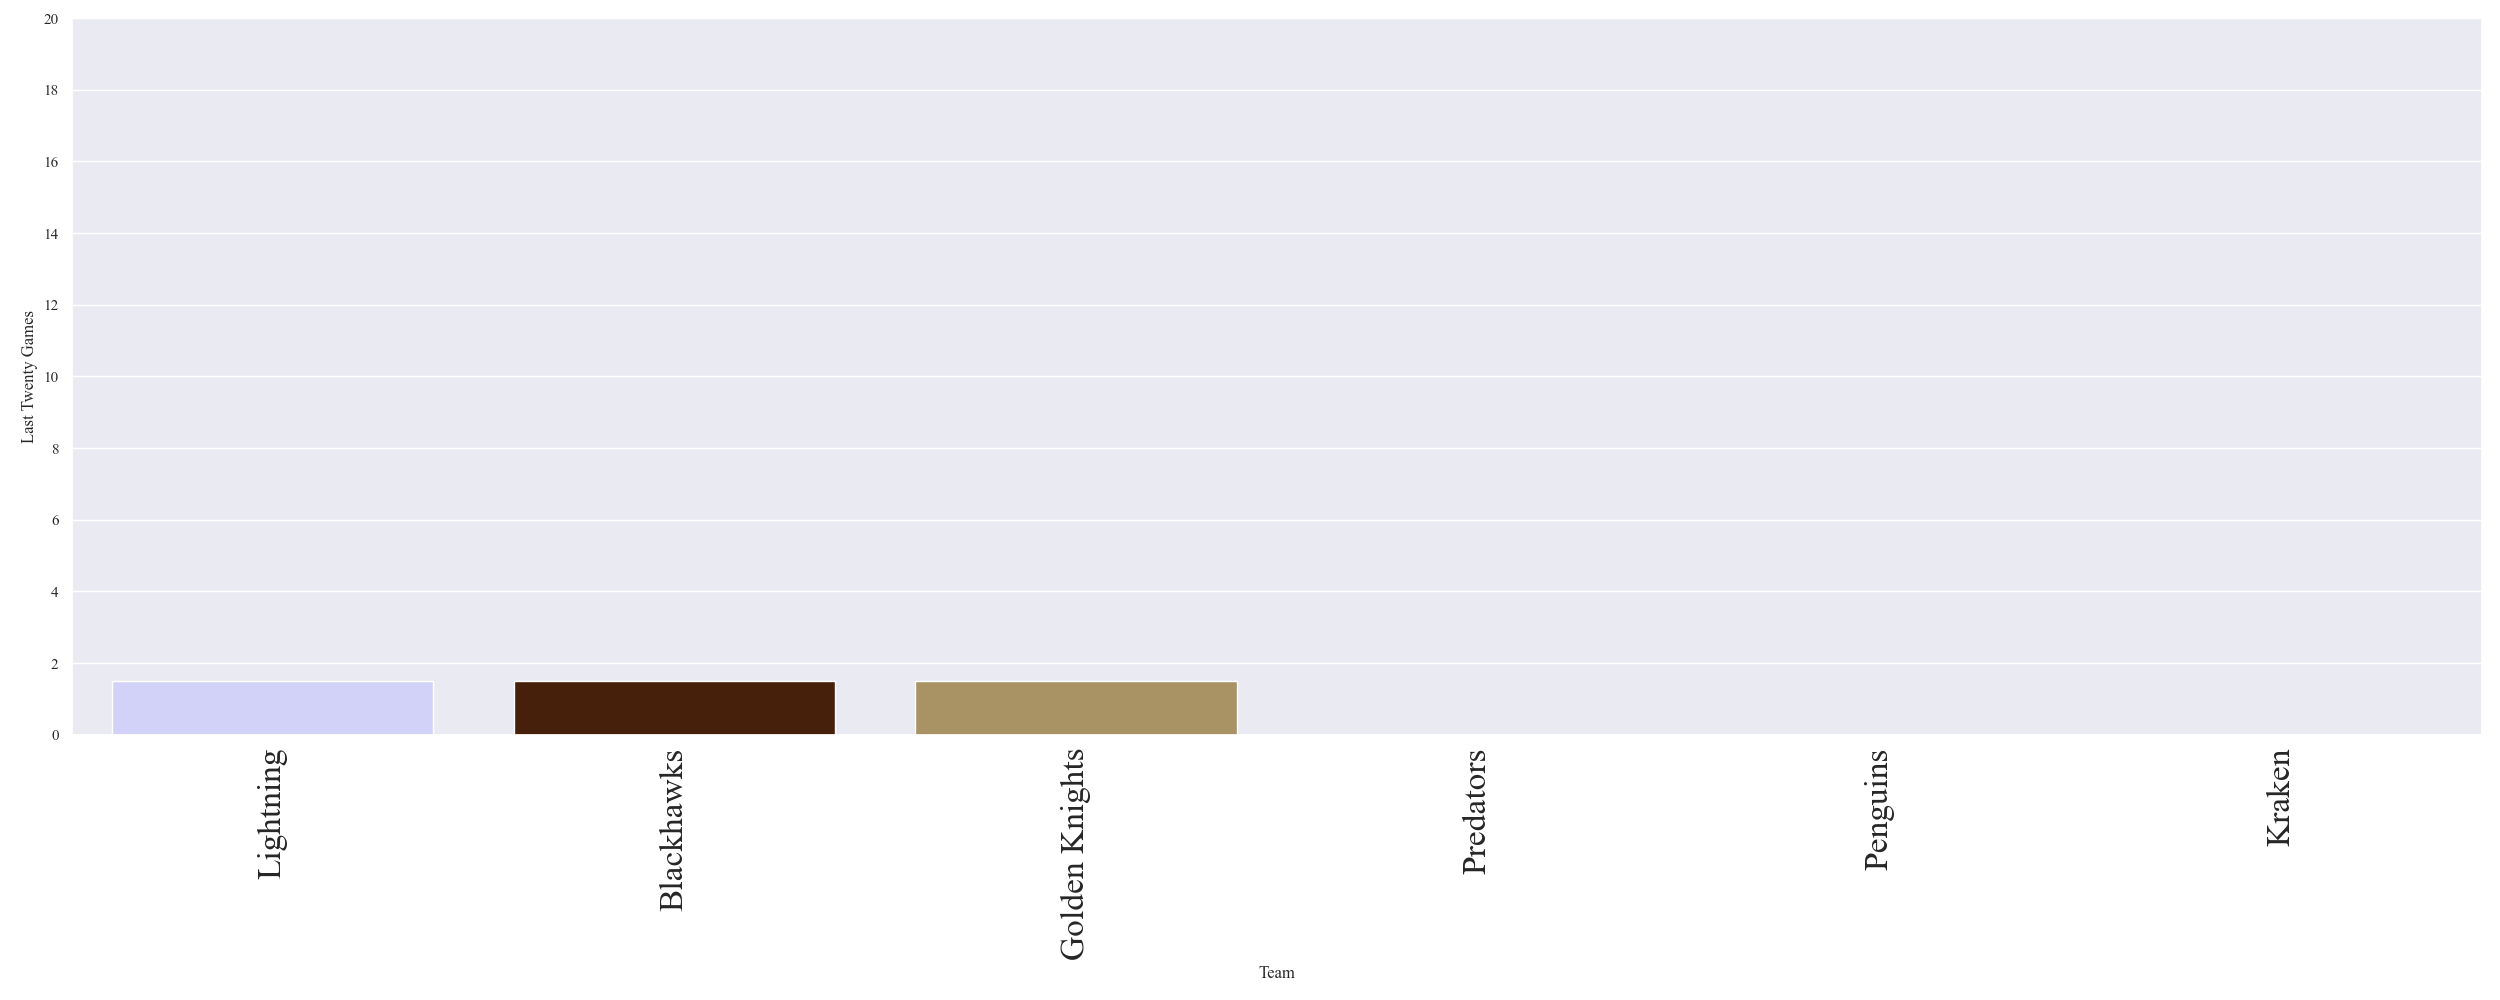 20
18
16
14
12
10
8
6
4
2
0
Last Twenty Games
Lightning
Blackhawks
Golden Knights
Predators
Penguins
Kraken
Team